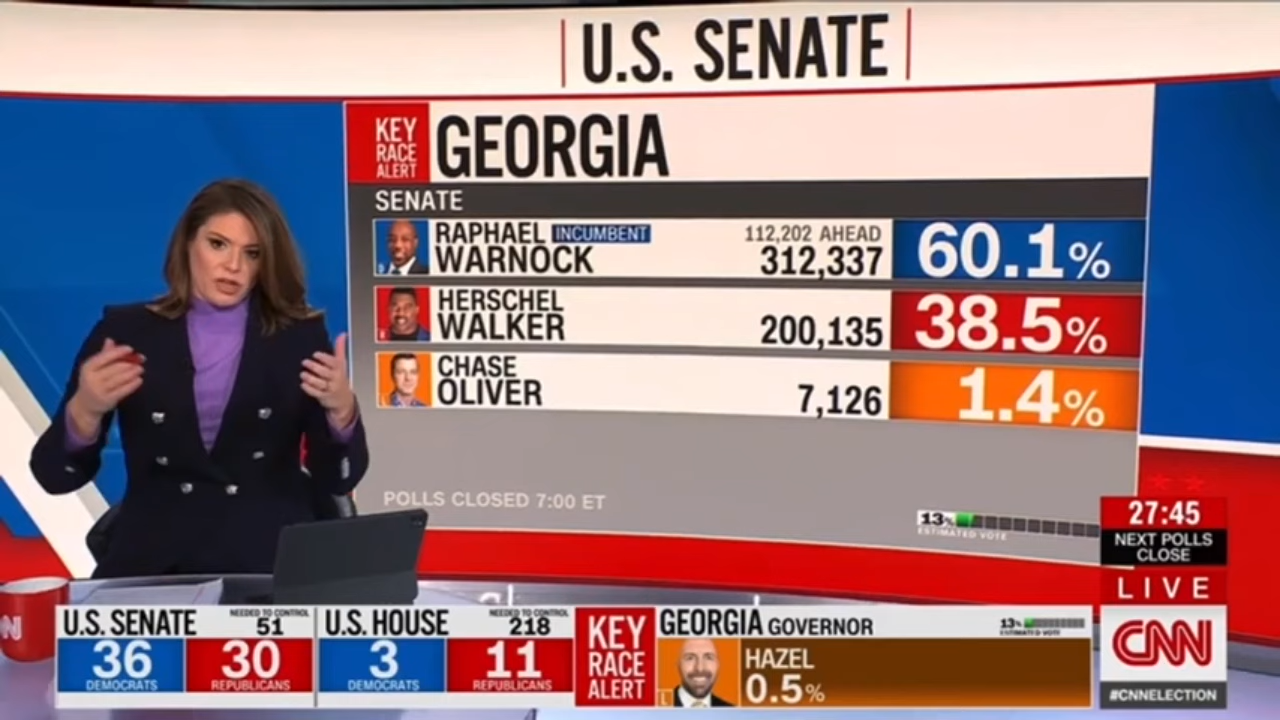 U.S. SENATE
KEY RACE ALERT
GEORGIA
SENATE
RAPHAEL WARNOCK INCUMBENT 112,202 AHEAD 312,337 60.1%
HERSCHEL WALKER 200,135 38.5%
CHASE OLIVER 7,126 1.4%
POLLS CLOSED 7:00 ET
13%
ESTIMATED VOTE
27:45
NEXT POLLS
CLOSE
LIVE
CNN
#CNNELECTION
U.S. SENATE NEEDED TO CONTROL 51
36 DEMOCRATS
30 REPUBLICANS
U.S. HOUSE NEEDED TO CONTROL 218
3 DEMOCRATS
11 REPUBLICANS
KEY RACE ALERT
GEORGIA GOVERNOR
13%
ESTIMATED VOTE
L
HAZEL
0.5%